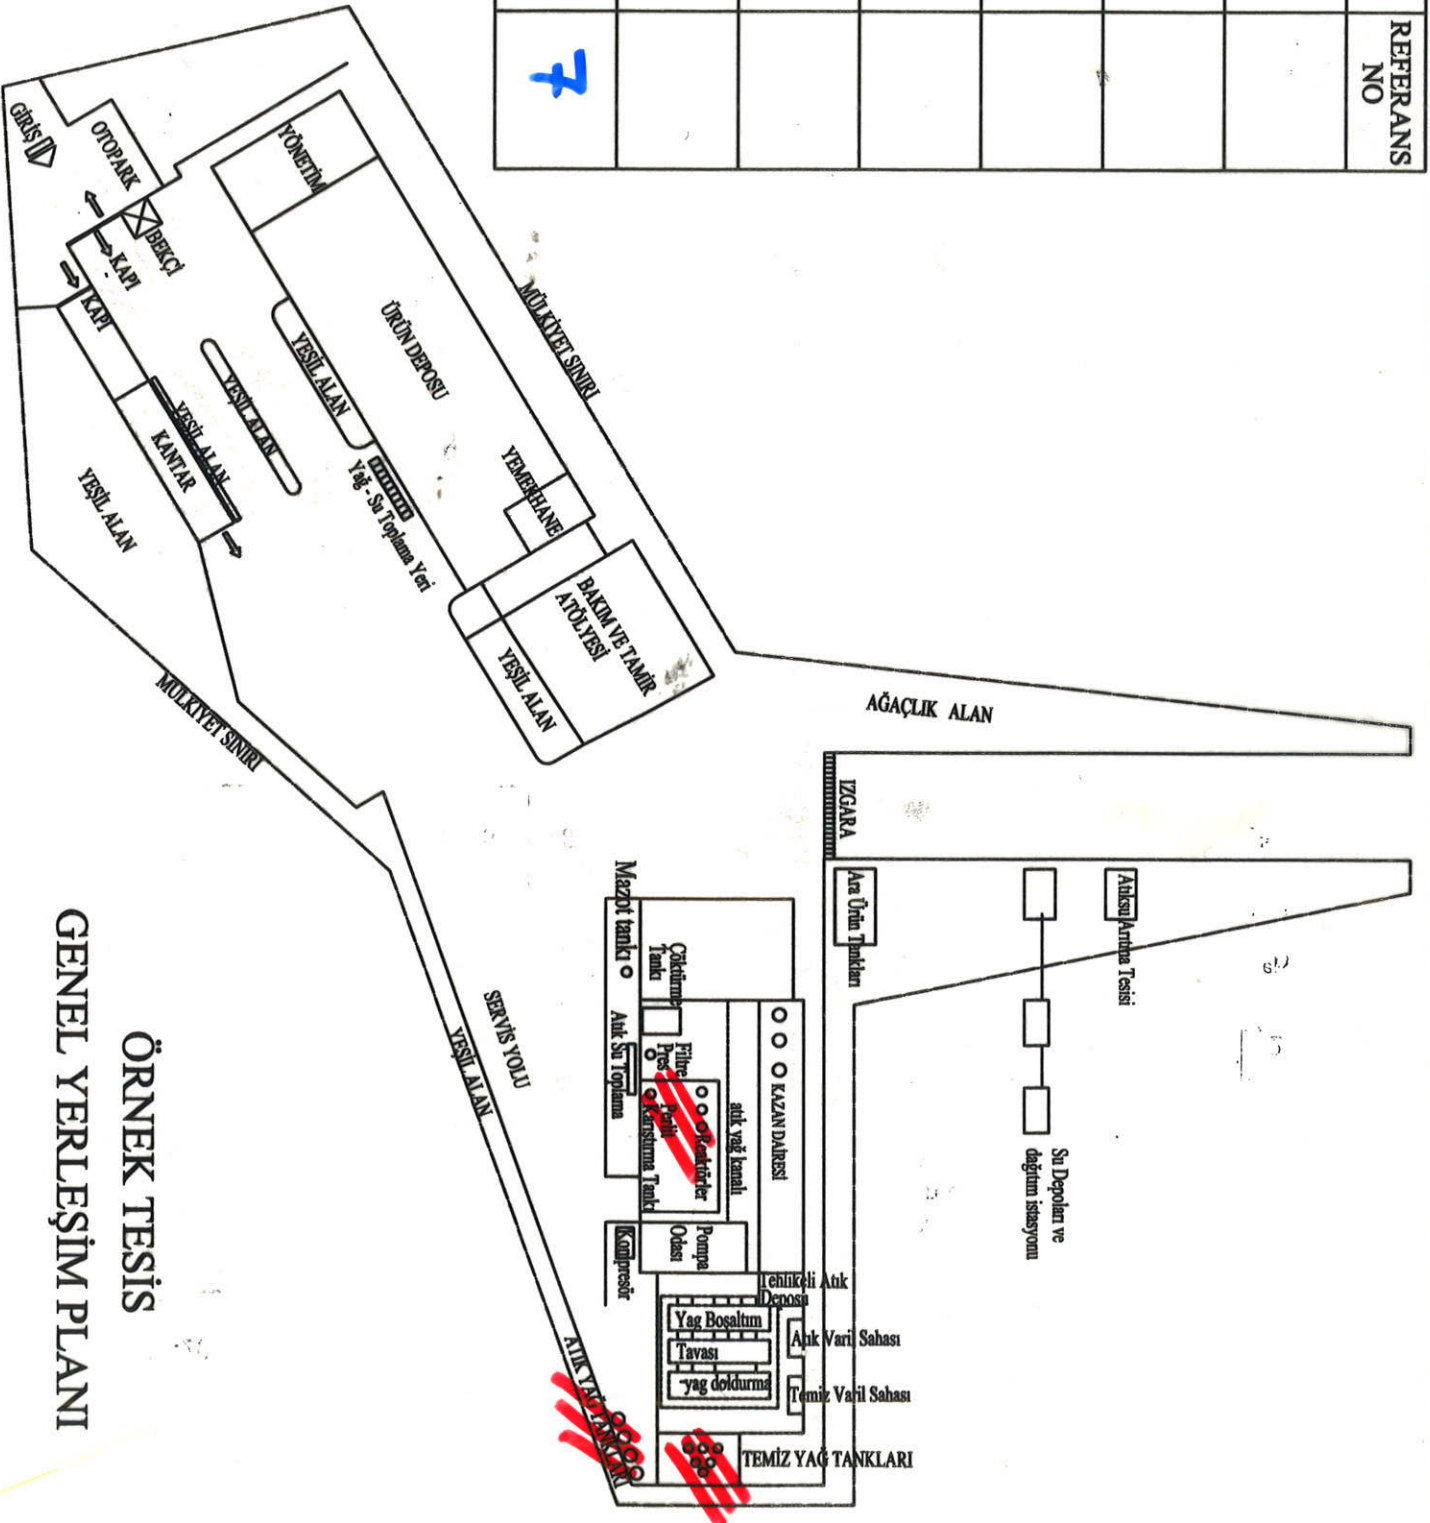 REFERANS
NO
7
GİRİŞ
OTOPARK
BEKÇİ
KAPI
KAPI
YÖNETİM
ÜRÜN DEPOSU
MÜLKİYET SINIRI
YEŞİL ALAN
YEŞİL ALAN
YEŞİL ALAN
KANTAR
YEŞİL ALAN
Yağ - Su Toplama Yeri
YEMEKHANE
BAKIM VE TAMİR
ATÖLYESİ
YEŞİL ALAN
MÜLKİYET SINIRI
AĞAÇLIK ALAN
IZGARA
Ara Ürün Tankları
Atıksu Arıtma Tesisi
Su Depoları ve
dağıtım istasyonu
Mazot tankı
Çöktürme
Tankı
Filtre
Pres
Atık Su Toplama
KAZAN DAİRESİ
atık yağ kanalı
Reaktörler
Perlit
Karıştırma Tankı
Pompa
Odası
Kompresör
Tehlikeli Atık
Deposu
Yag Boşaltım
Tavası
-yag doldurma
Atık Varil Sahası
Temiz Varil Sahası
TEMİZ YAĞ TANKLARI
ATIK YAĞ TANKLARI
SERVİS YOLU
YEŞİL ALAN
ÖRNEK TESİS
GENEL YERLEŞİM PLANI